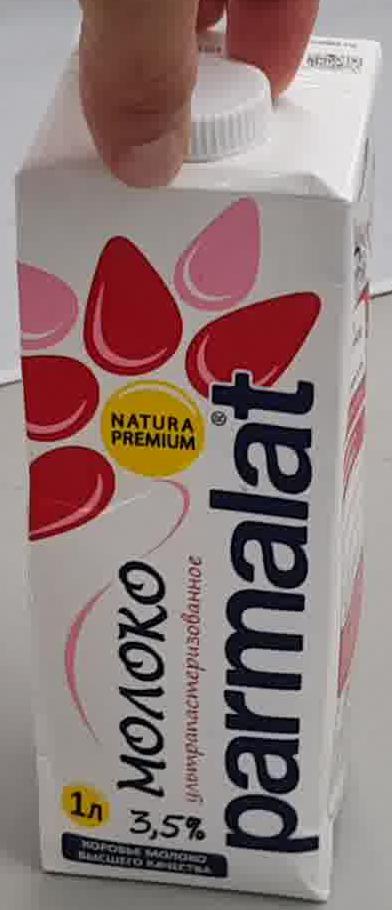 NATURA
PREMIUM
parmalat®
МОЛОКО
ультрапастеризованное
3,5%
1л
КОРОВЬЕ МОЛОКО
ВЫСШЕГО КАЧЕСТВА